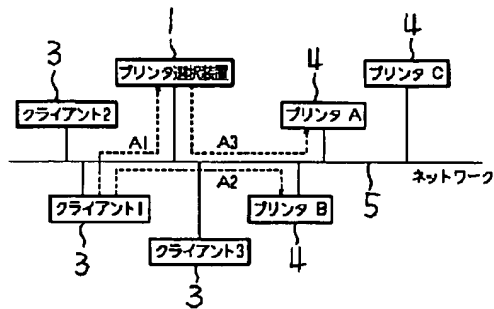 1
4
3
4
プリンタ選択装置
プリンタ C
クライアント2
プリンタ A
A1
A3
A2
ネットワーク
クライアント1
プリンタ B
5
3
クライアント3
4
3